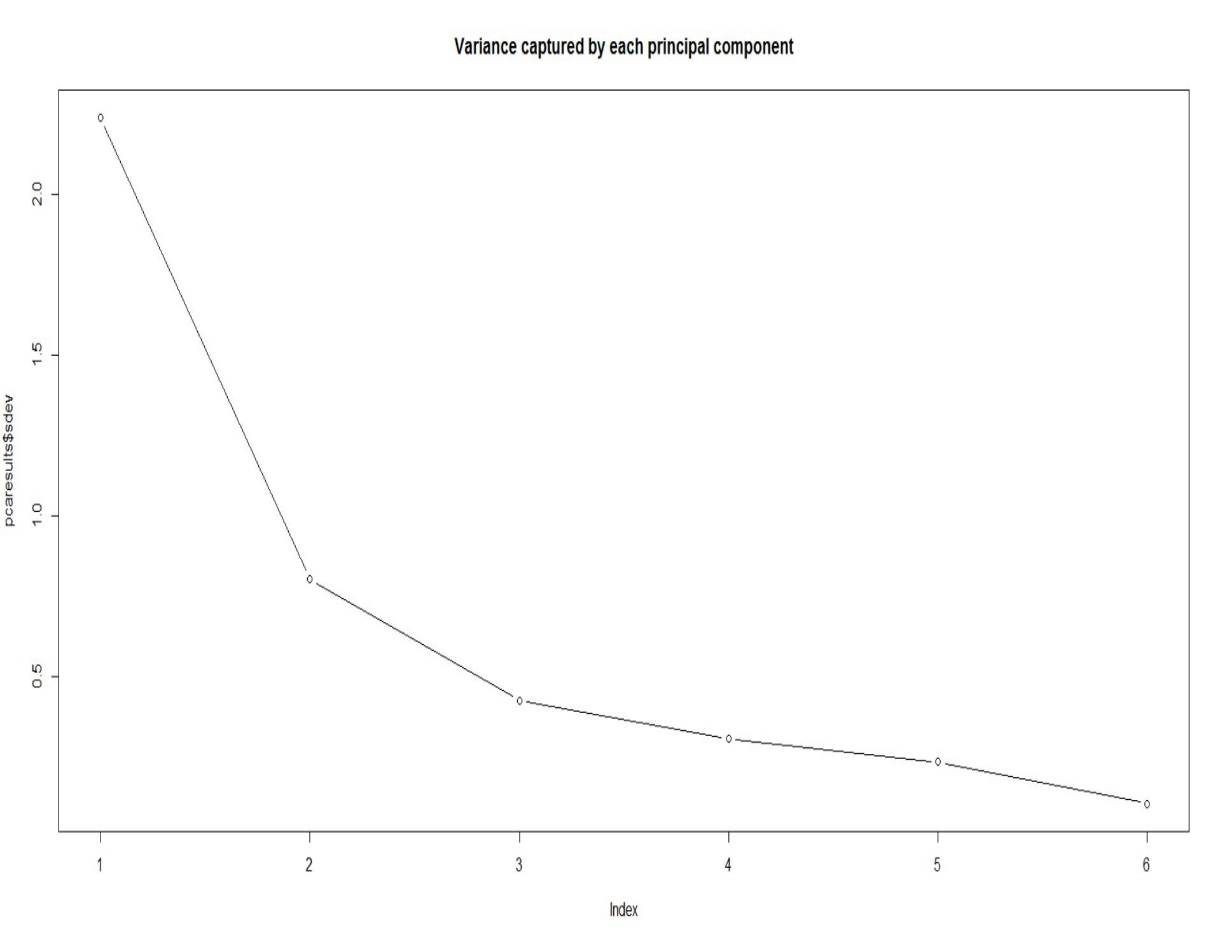 Variance captured by each principal component
pcaresults$sdev
2.0
1.5
1.0
0.5
1 2 3 4 5 6
Index